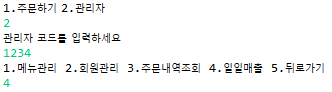 1.주문하기 2.관리자
2
관리자 코드를 입력하세요
1234
1.메뉴관리 2.회원관리 3.주문내역조회 4.일일매출 5.뒤로가기
4